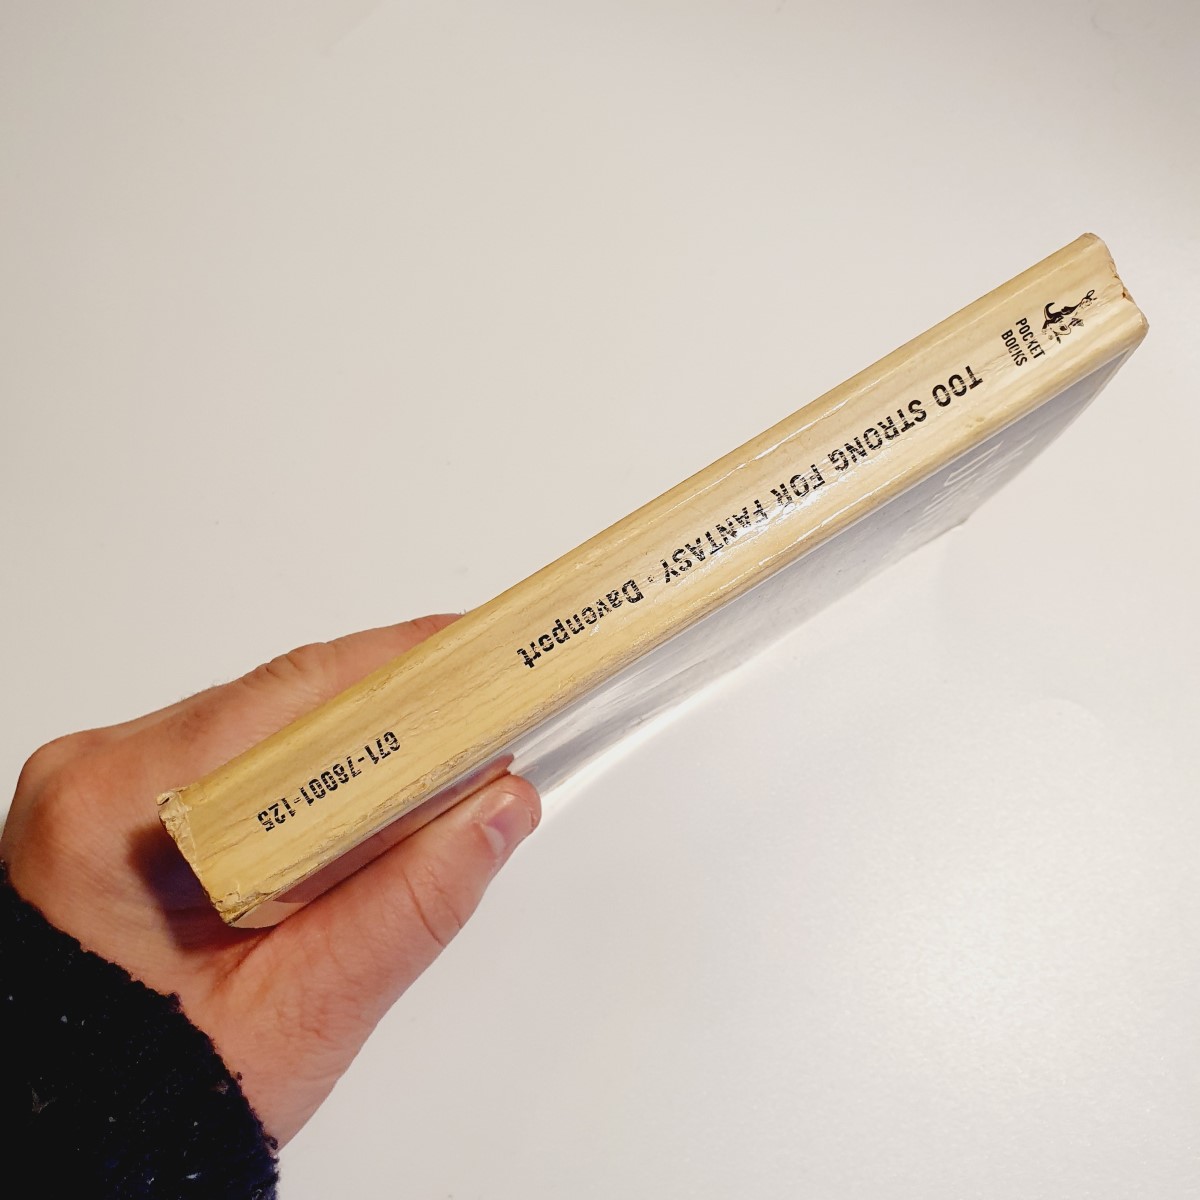 POCKET
BOOKS
TOO STRONG FOR FANTASY · Davenport
671-78001-125